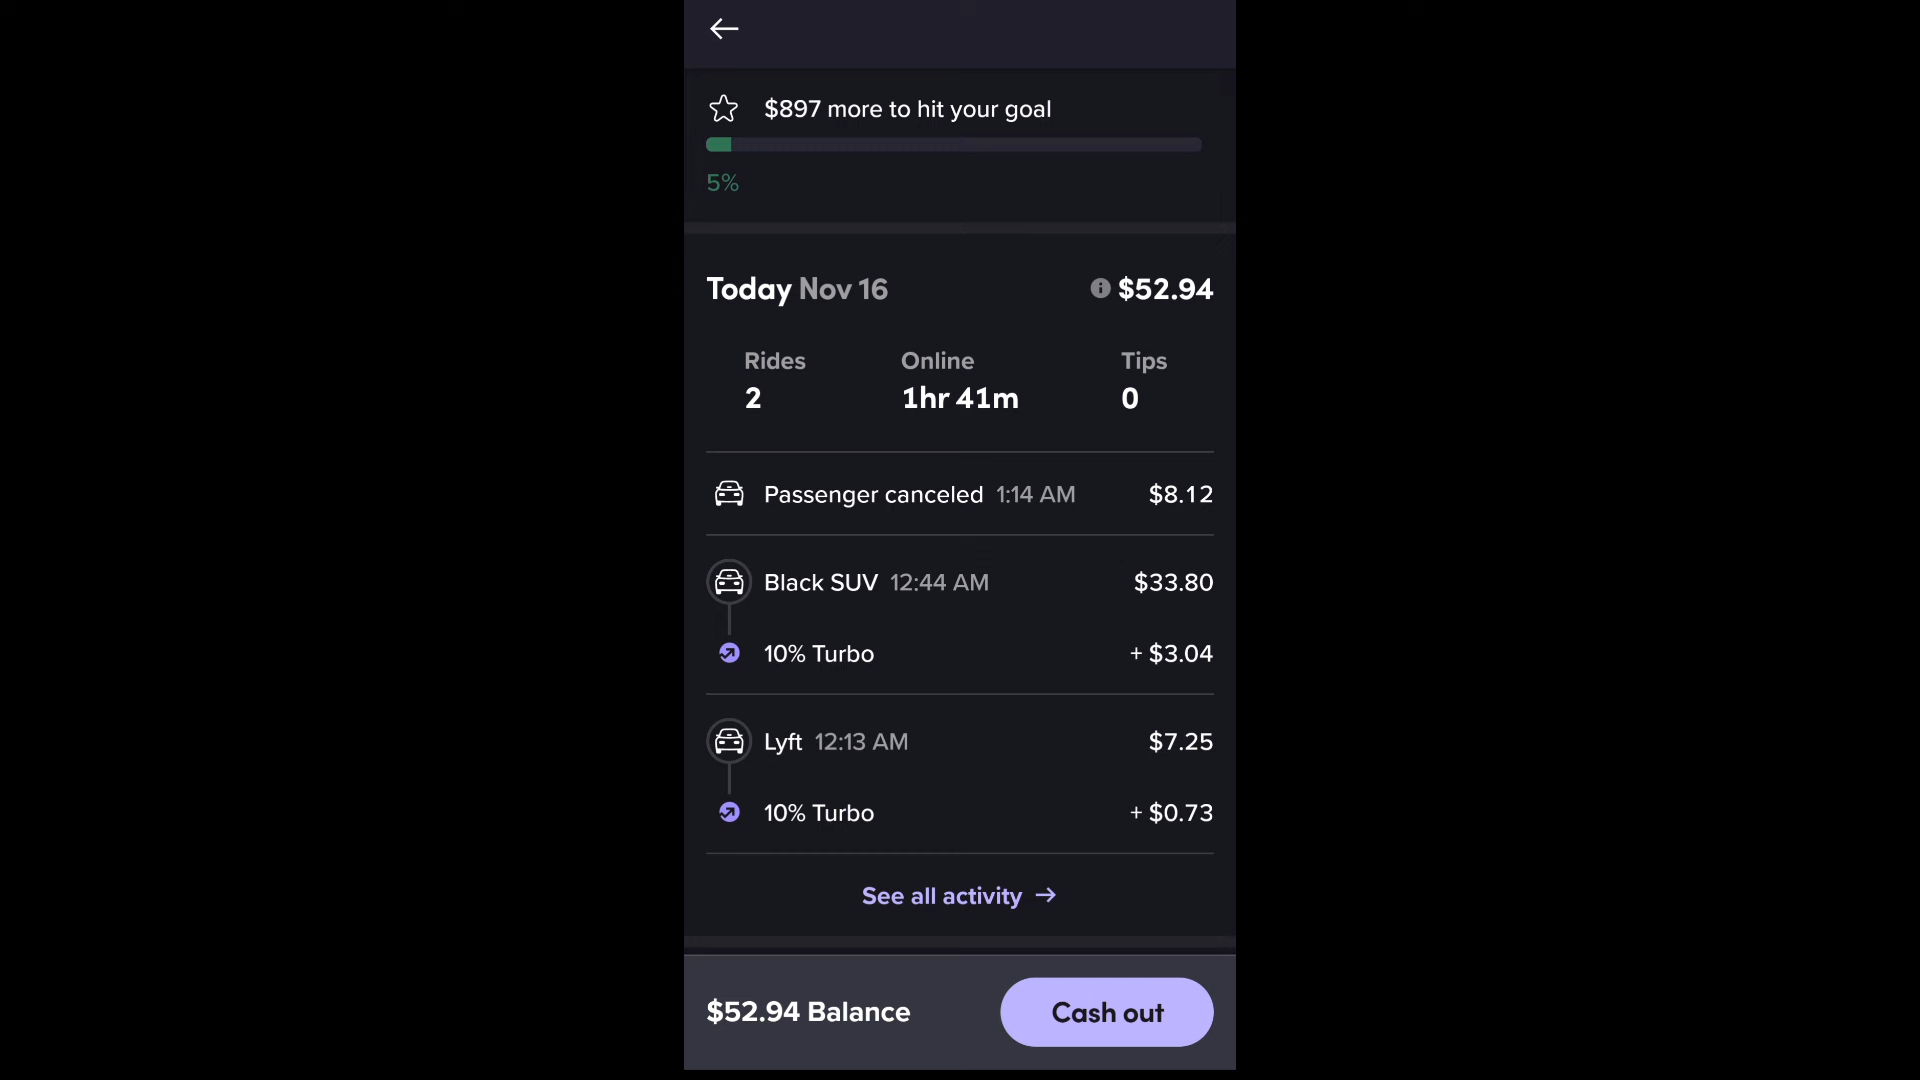 $897 more to hit your goal
5%
Today Nov 16 $52.94
Rides Online Tips
2 1hr 41m 0
Passenger canceled 1:14 AM $8.12
Black SUV 12:44 AM $33.80
10% Turbo + $3.04
Lyft 12:13 AM $7.25
10% Turbo + $0.73
See all activity →
$52.94 Balance Cash out